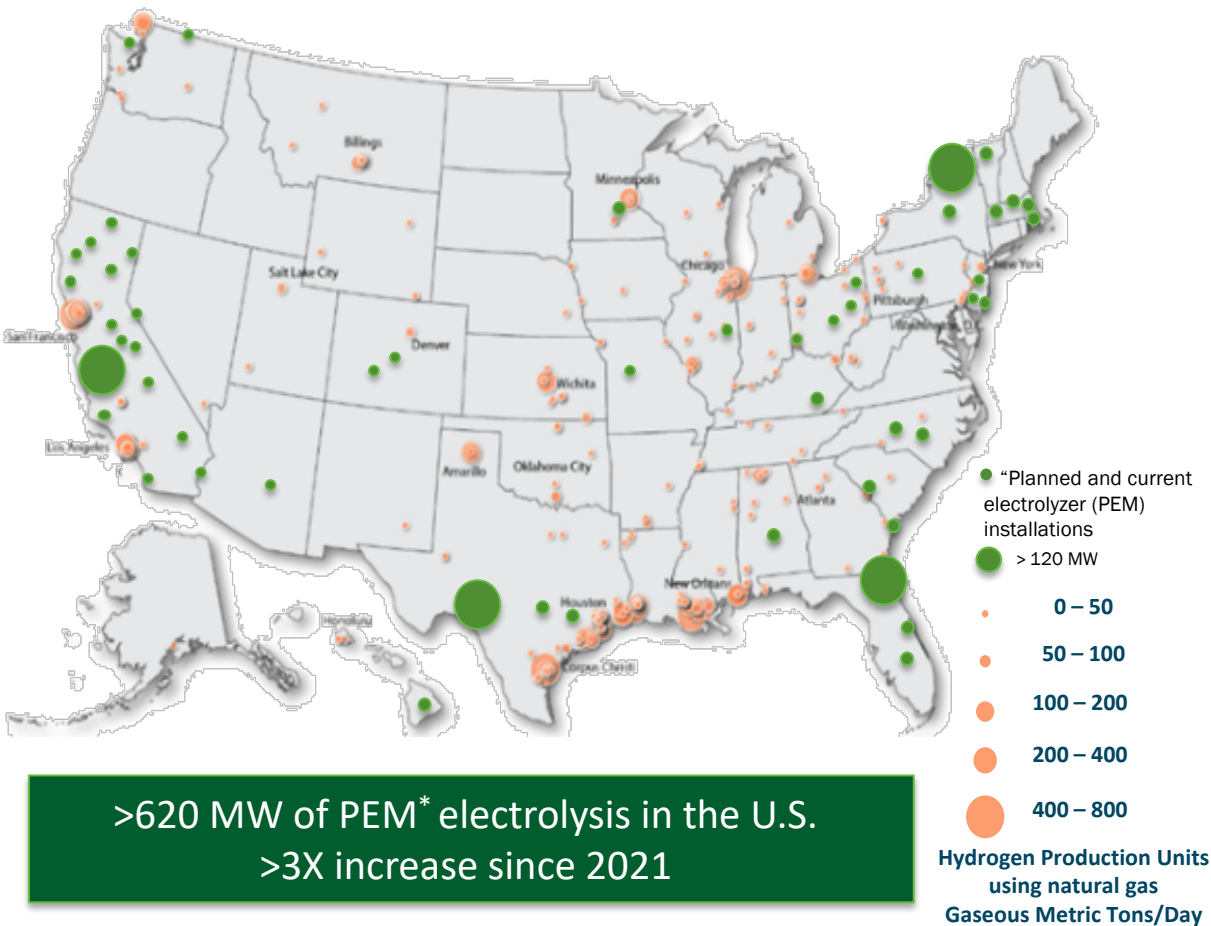 Billings
Minneapolis
Salt Lake City
Chicago
New York
Pittsburgh
Washington, D.C.
San Francisco
Denver
Wichita
Los Angeles
Amarillo
Oklahoma City
Atlanta
New Orleans
Houston
Honolulu
Corpus Christi
“Planned and current
electrolyzer (PEM)
installations
> 120 MW
0 – 50
50 – 100
100 – 200
200 – 400
400 – 800
Hydrogen Production Units
using natural gas
Gaseous Metric Tons/Day
>620 MW of PEM* electrolysis in the U.S.
>3X increase since 2021